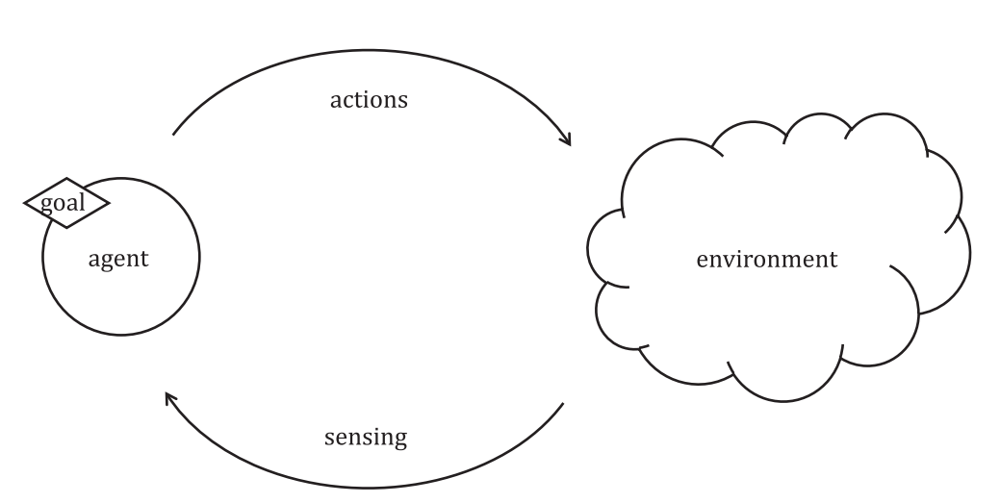 actions
goal
agent
environment
sensing